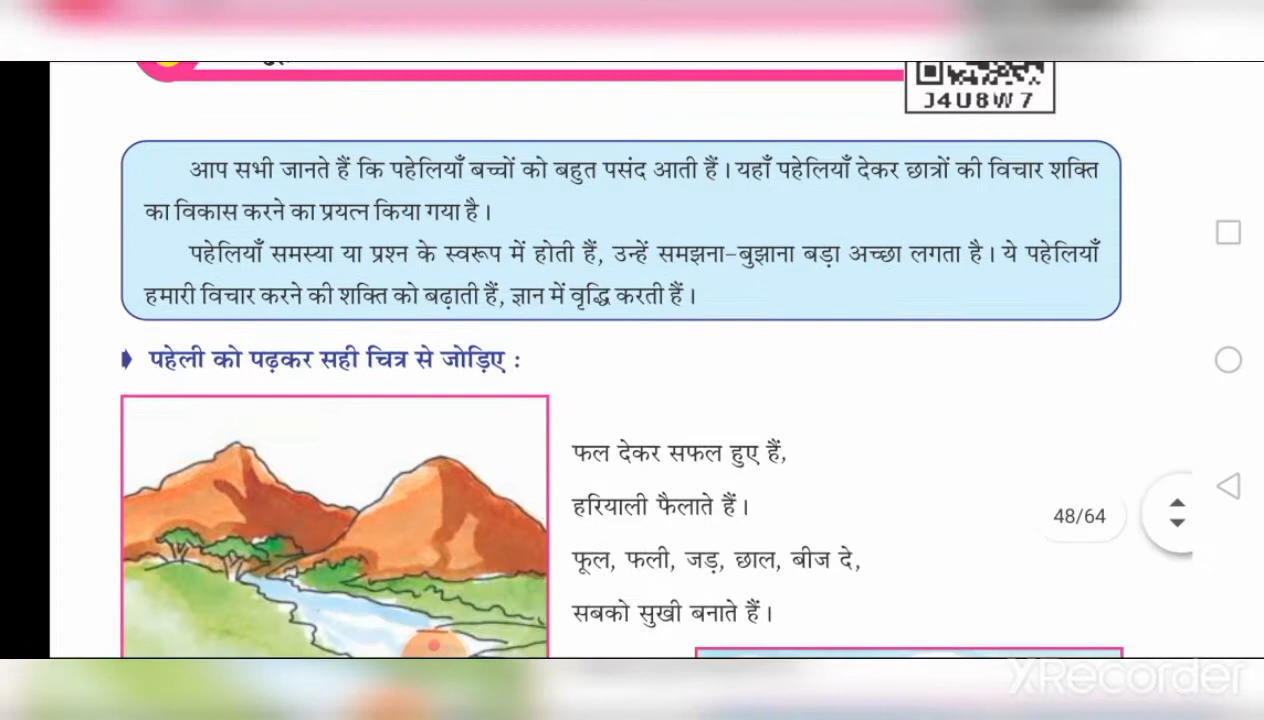 J4U8W7
आप सभी जानते हैं कि पहेलियाँ बच्चों को बहुत पसंद आती हैं। यहाँ पहेलियाँ देकर छात्रों की विचार शक्ति
का विकास करने का प्रयत्न किया गया है।
पहेलियाँ समस्या या प्रश्न के स्वरूप में होती हैं, उन्हें समझना-बुझाना बड़ा अच्छा लगता है। ये पहेलियाँ
हमारी विचार करने की शक्ति को बढ़ाती हैं, ज्ञान में वृद्धि करती हैं।
पहेली को पढ़कर सही चित्र से जोड़िए :
फल देकर सफल हुए हैं,
हरियाली फैलाते हैं।
48/64
फूल, फली, जड़, छाल, बीज दे,
सबको सुखी बनाते हैं।
XRecorder